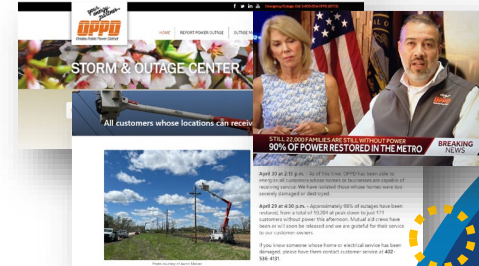 OPPD
Omaha Public Power District
HOME REPORT POWER OUTAGE
STORM & OUTAGE CENTER
All customers whose locations can receiv
OPPD
STILL 22,000 FAMILIES ARE STILL WITHOUT POWER
90% OF POWER RESTORED IN THE METRO
BREAKING
NEWS
April 30 at 2:13 p.m. - As of this time, OPPD has been able to
energize all customers whose homes or businesses are capable of
receiving service. We have isolated those whose homes were too
severely damaged or destroyed.
April 29 at 4:30 p.m. - Approximately 98% of outages have been
restored, from a total of 10,204 at peak down to just 171
customers without power this afternoon. Mutual aid crews have
been or will soon be released and we are grateful for their service
to our customer-owners.
If you know someone whose home or electrical service has been
damaged, please have them contact customer service at 402-
536-4131.